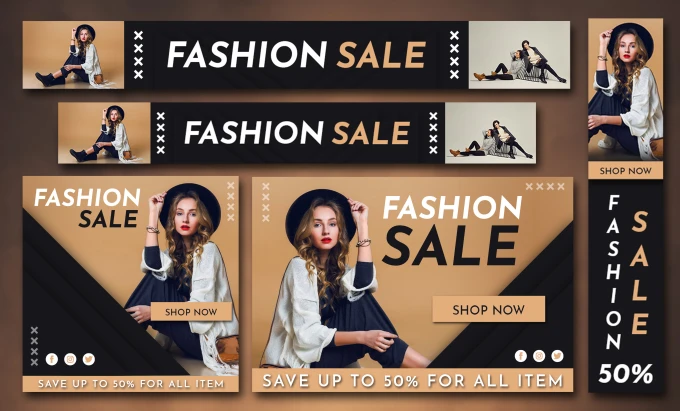 FASHION SALE
FASHION SALE
FASHION
SALE
SHOP NOW
SAVE UP TO 50% FOR ALL ITEM
FASHION
SALE
SHOP NOW
SAVE UP TO 50% FOR ALL ITEM
SHOP NOW
FASHION
SALE
50%